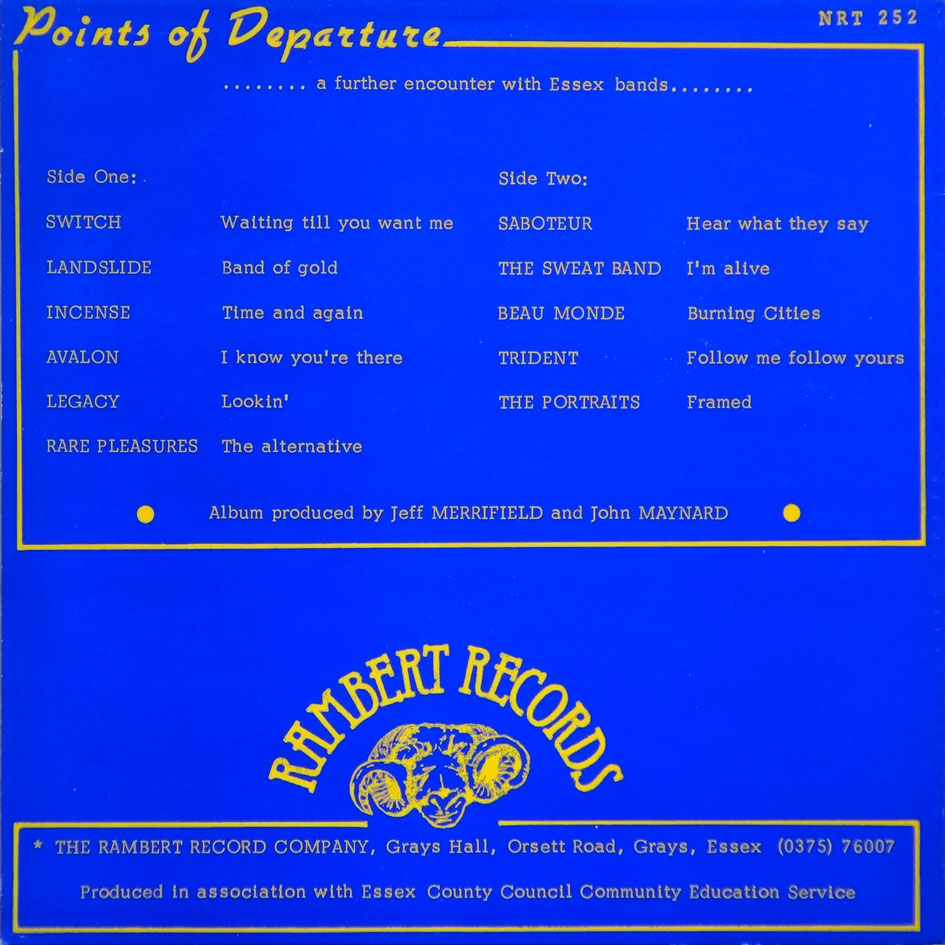 Points of Departure
NRT 252
........ a further encounter with Essex bands........
Side One:
SWITCH Waiting till you want me
LANDSLIDE Band of gold
INCENSE Time and again
AVALON I know you're there
LEGACY Lookin'
RARE PLEASURES The alternative
Side Two:
SABOTEUR Hear what they say
THE SWEAT BAND I'm alive
BEAU MONDE Burning Cities
TRIDENT Follow me follow yours
THE PORTRAITS Framed
Album produced by Jeff MERRIFIELD and John MAYNARD
RAMBERT RECORDS
* THE RAMBERT RECORD COMPANY, Grays Hall, Orsett Road, Grays, Essex (0375) 76007
Produced in association with Essex County Council Community Education Service